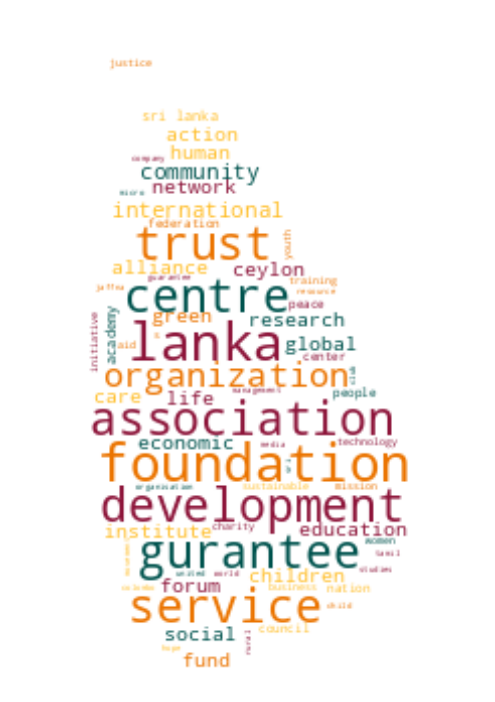 justice
sri lanka
action
human
company
community
network
micro
international
federation
trust
youth
alliance
ceylon
guarantee
training
jaffna
resource
centre
peace
green
research
initiative
academy
lanka
global
aid
center
organization
management
people
care
life
association
economic
media
technology
foundation
organisation
sustainable
mission
development
charity
institute
education
women
gurantee
tamil
united
world
studies
children
forum
business
nation
service
child
social
council
rural
hope
fund